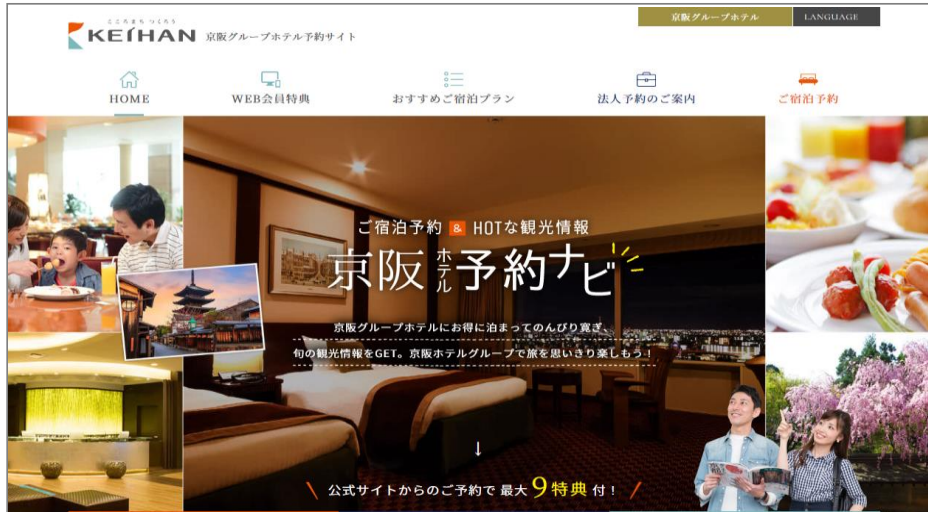 京阪グループホテル
LANGUAGE
こころまち つくろう
KEIHAN 京阪グループホテル予約サイト
HOME
WEB会員特典
おすすめご宿泊プラン
法人予約のご案内
ご宿泊予約
ご宿泊予約 & HOTな観光情報
京阪ホテル予約ナビ
京阪グループホテルにお得に泊まってのんびり寛ぎ、
旬の観光情報をGET。京阪ホテルグループで旅を思いきり楽しもう!
↓
\ 公式サイトからのご予約で 最大 9特典 付! /